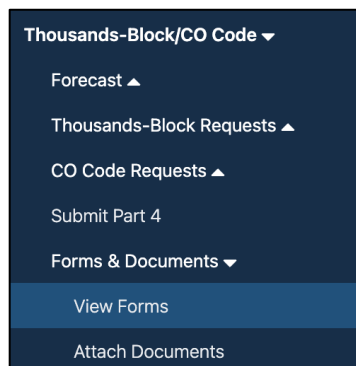 Thousands-Block/CO Code
Forecast
Thousands-Block Requests
CO Code Requests
Submit Part 4
Forms & Documents
View Forms
Attach Documents